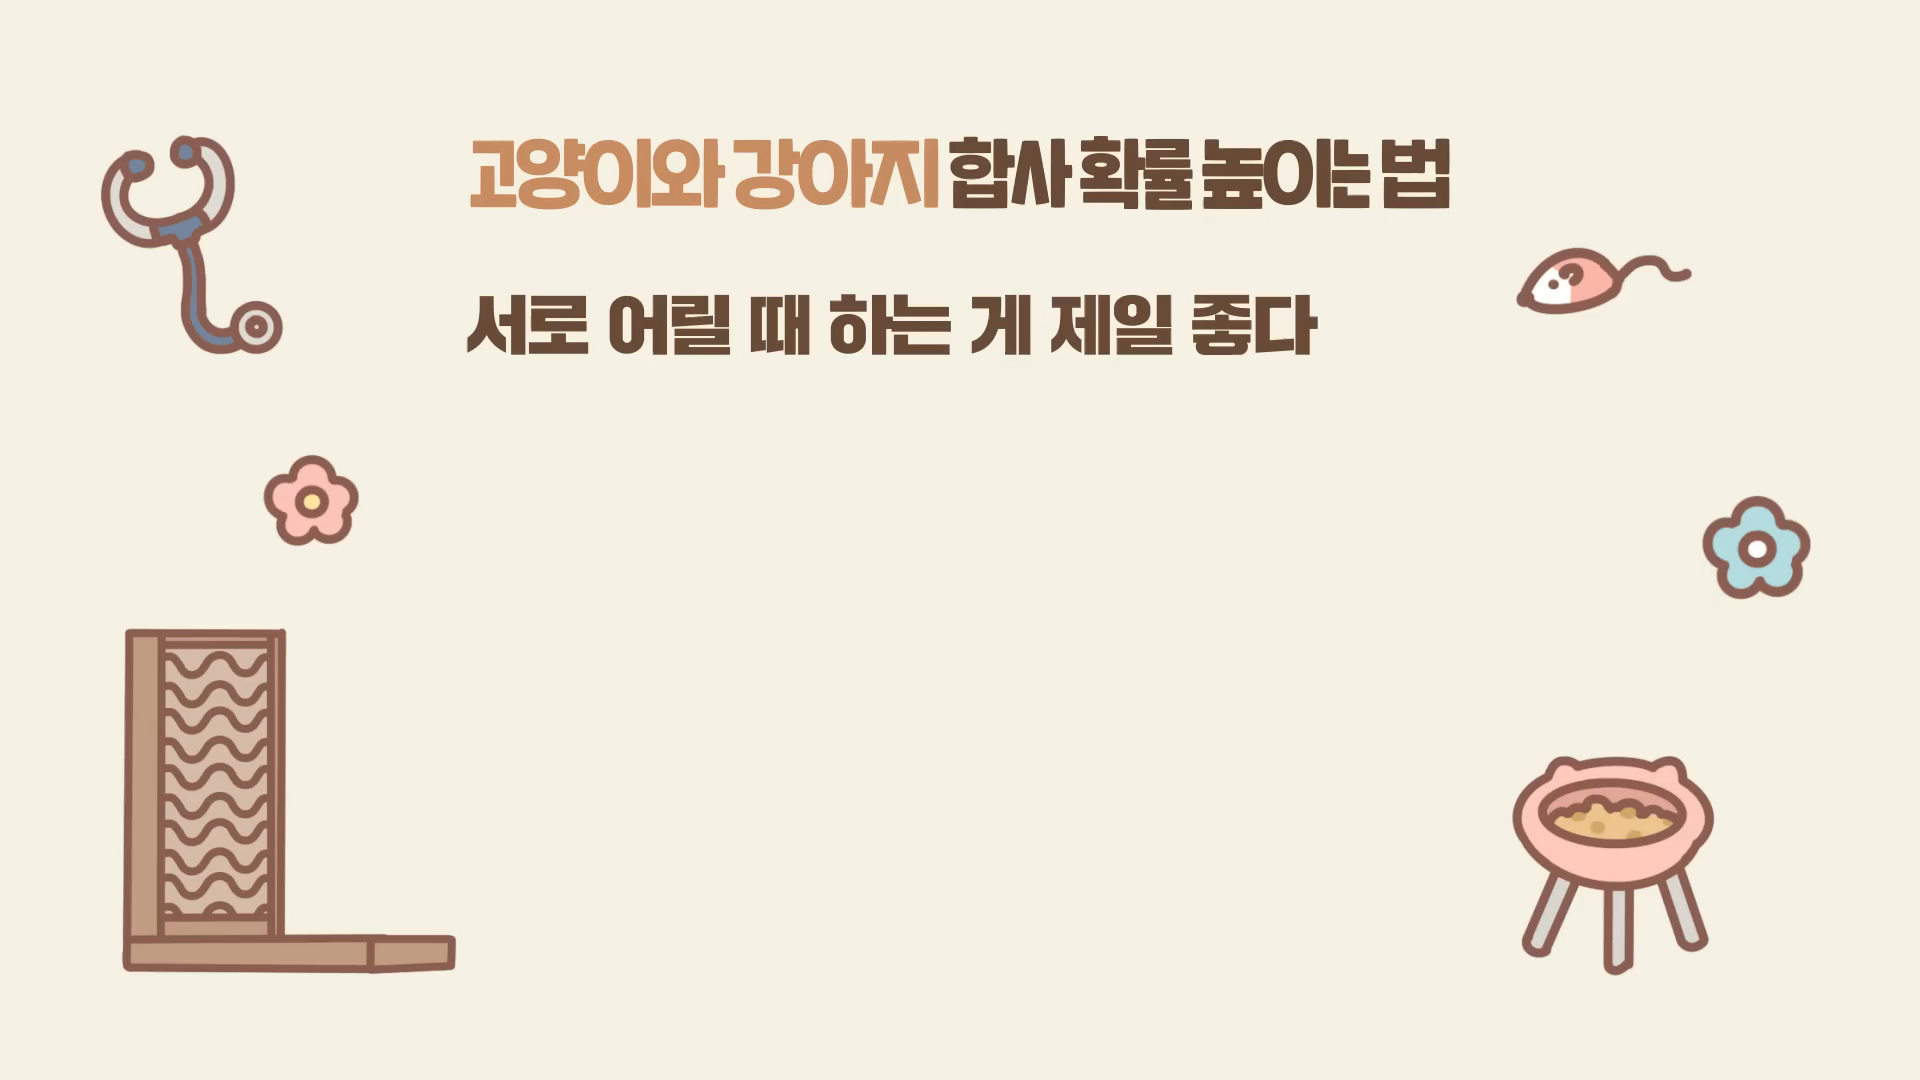 고양이와 강아지 합사 확률 높이는 법
서로 어릴 때 하는 게 제일 좋다